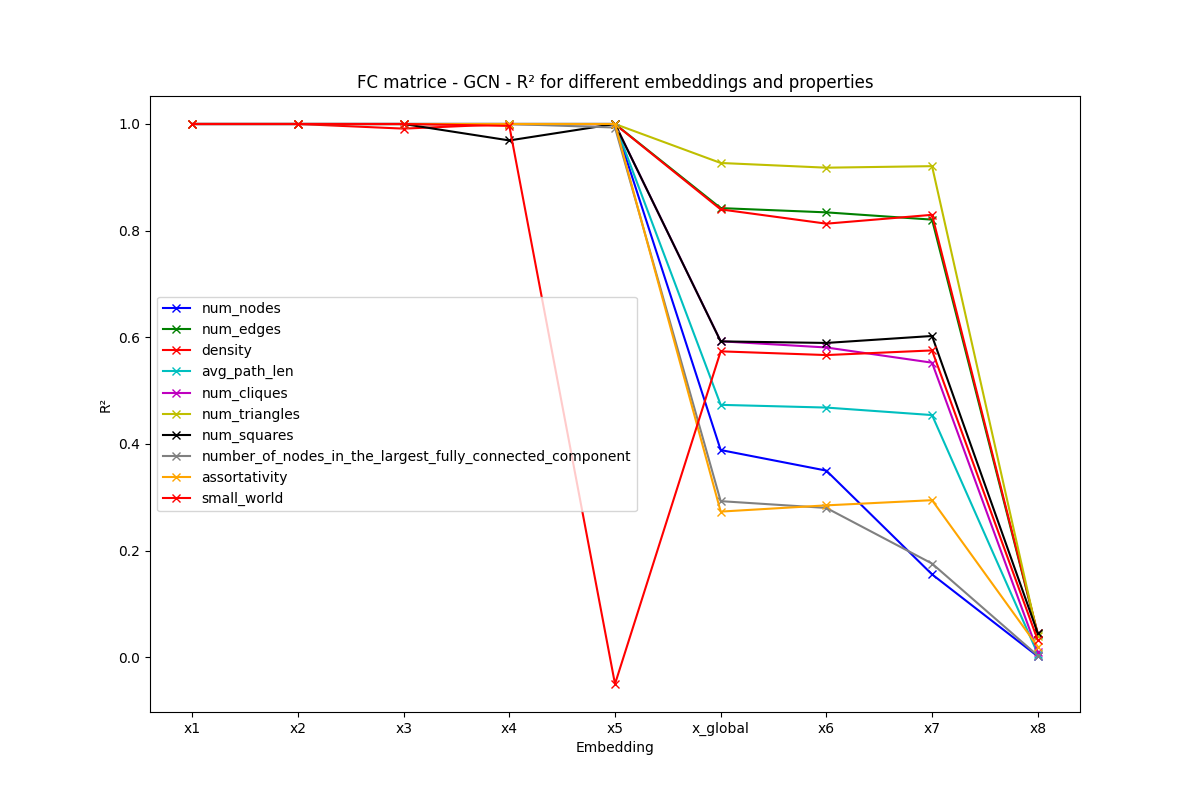 FC matrice - GCN - R² for different embeddings and properties
1.0
0.8
0.6
0.4
0.2
0.0
R²
num_nodes
num_edges
density
avg_path_len
num_cliques
num_triangles
num_squares
number_of_nodes_in_the_largest_fully_connected_component
assortativity
small_world
x1 x2 x3 x4 x5 x_global x6 x7 x8
Embedding